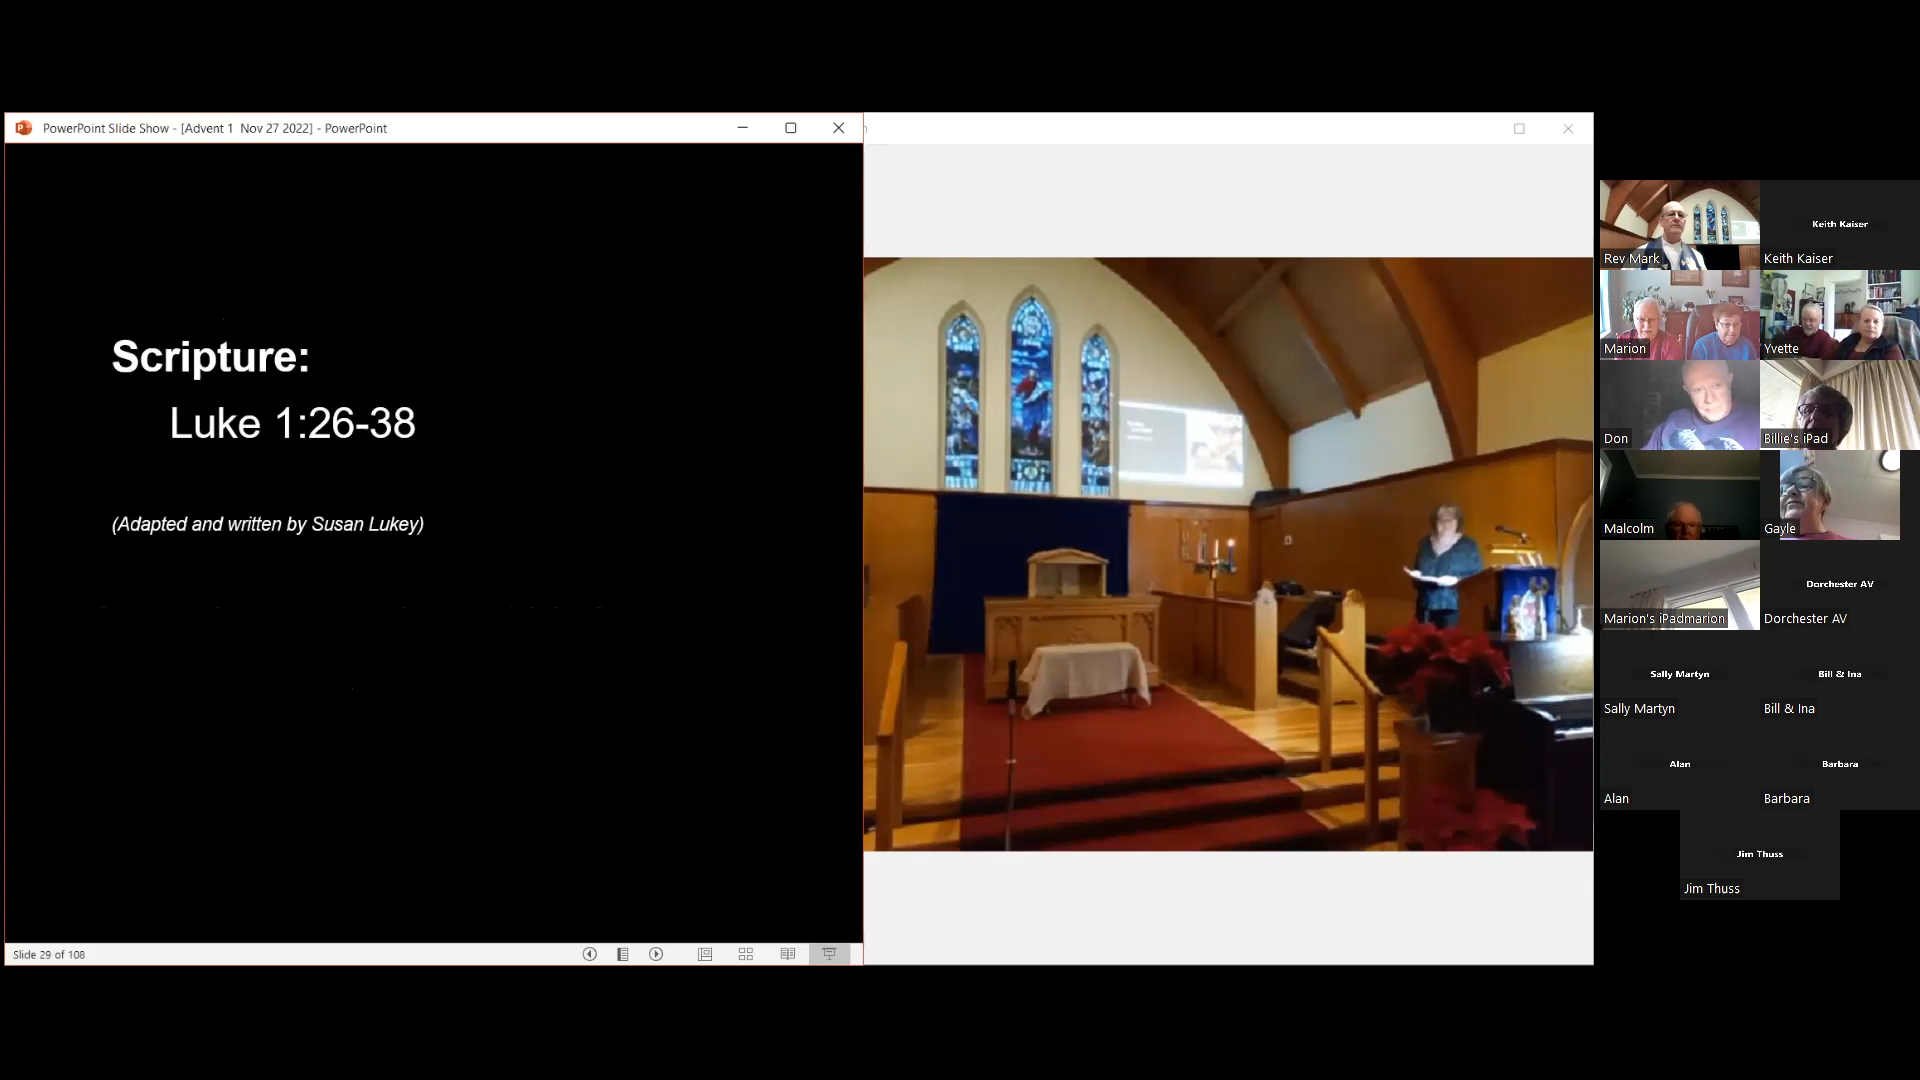 PowerPoint Slide Show - [Advent 1 Nov 27 2022] - PowerPoint
Scripture:
Luke 1:26-38
(Adapted and written by Susan Lukey)
Slide 29 of 108
Rev Mark
Keith Kaiser
Keith Kaiser
Marion
Yvette
Don
Billie's iPad
Malcolm
Gayle
Marion's iPadmarion
Dorchester AV
Dorchester AV
Sally Martyn
Sally Martyn
Bill & Ina
Bill & Ina
Alan
Alan
Barbara
Barbara
Jim Thuss
Jim Thuss